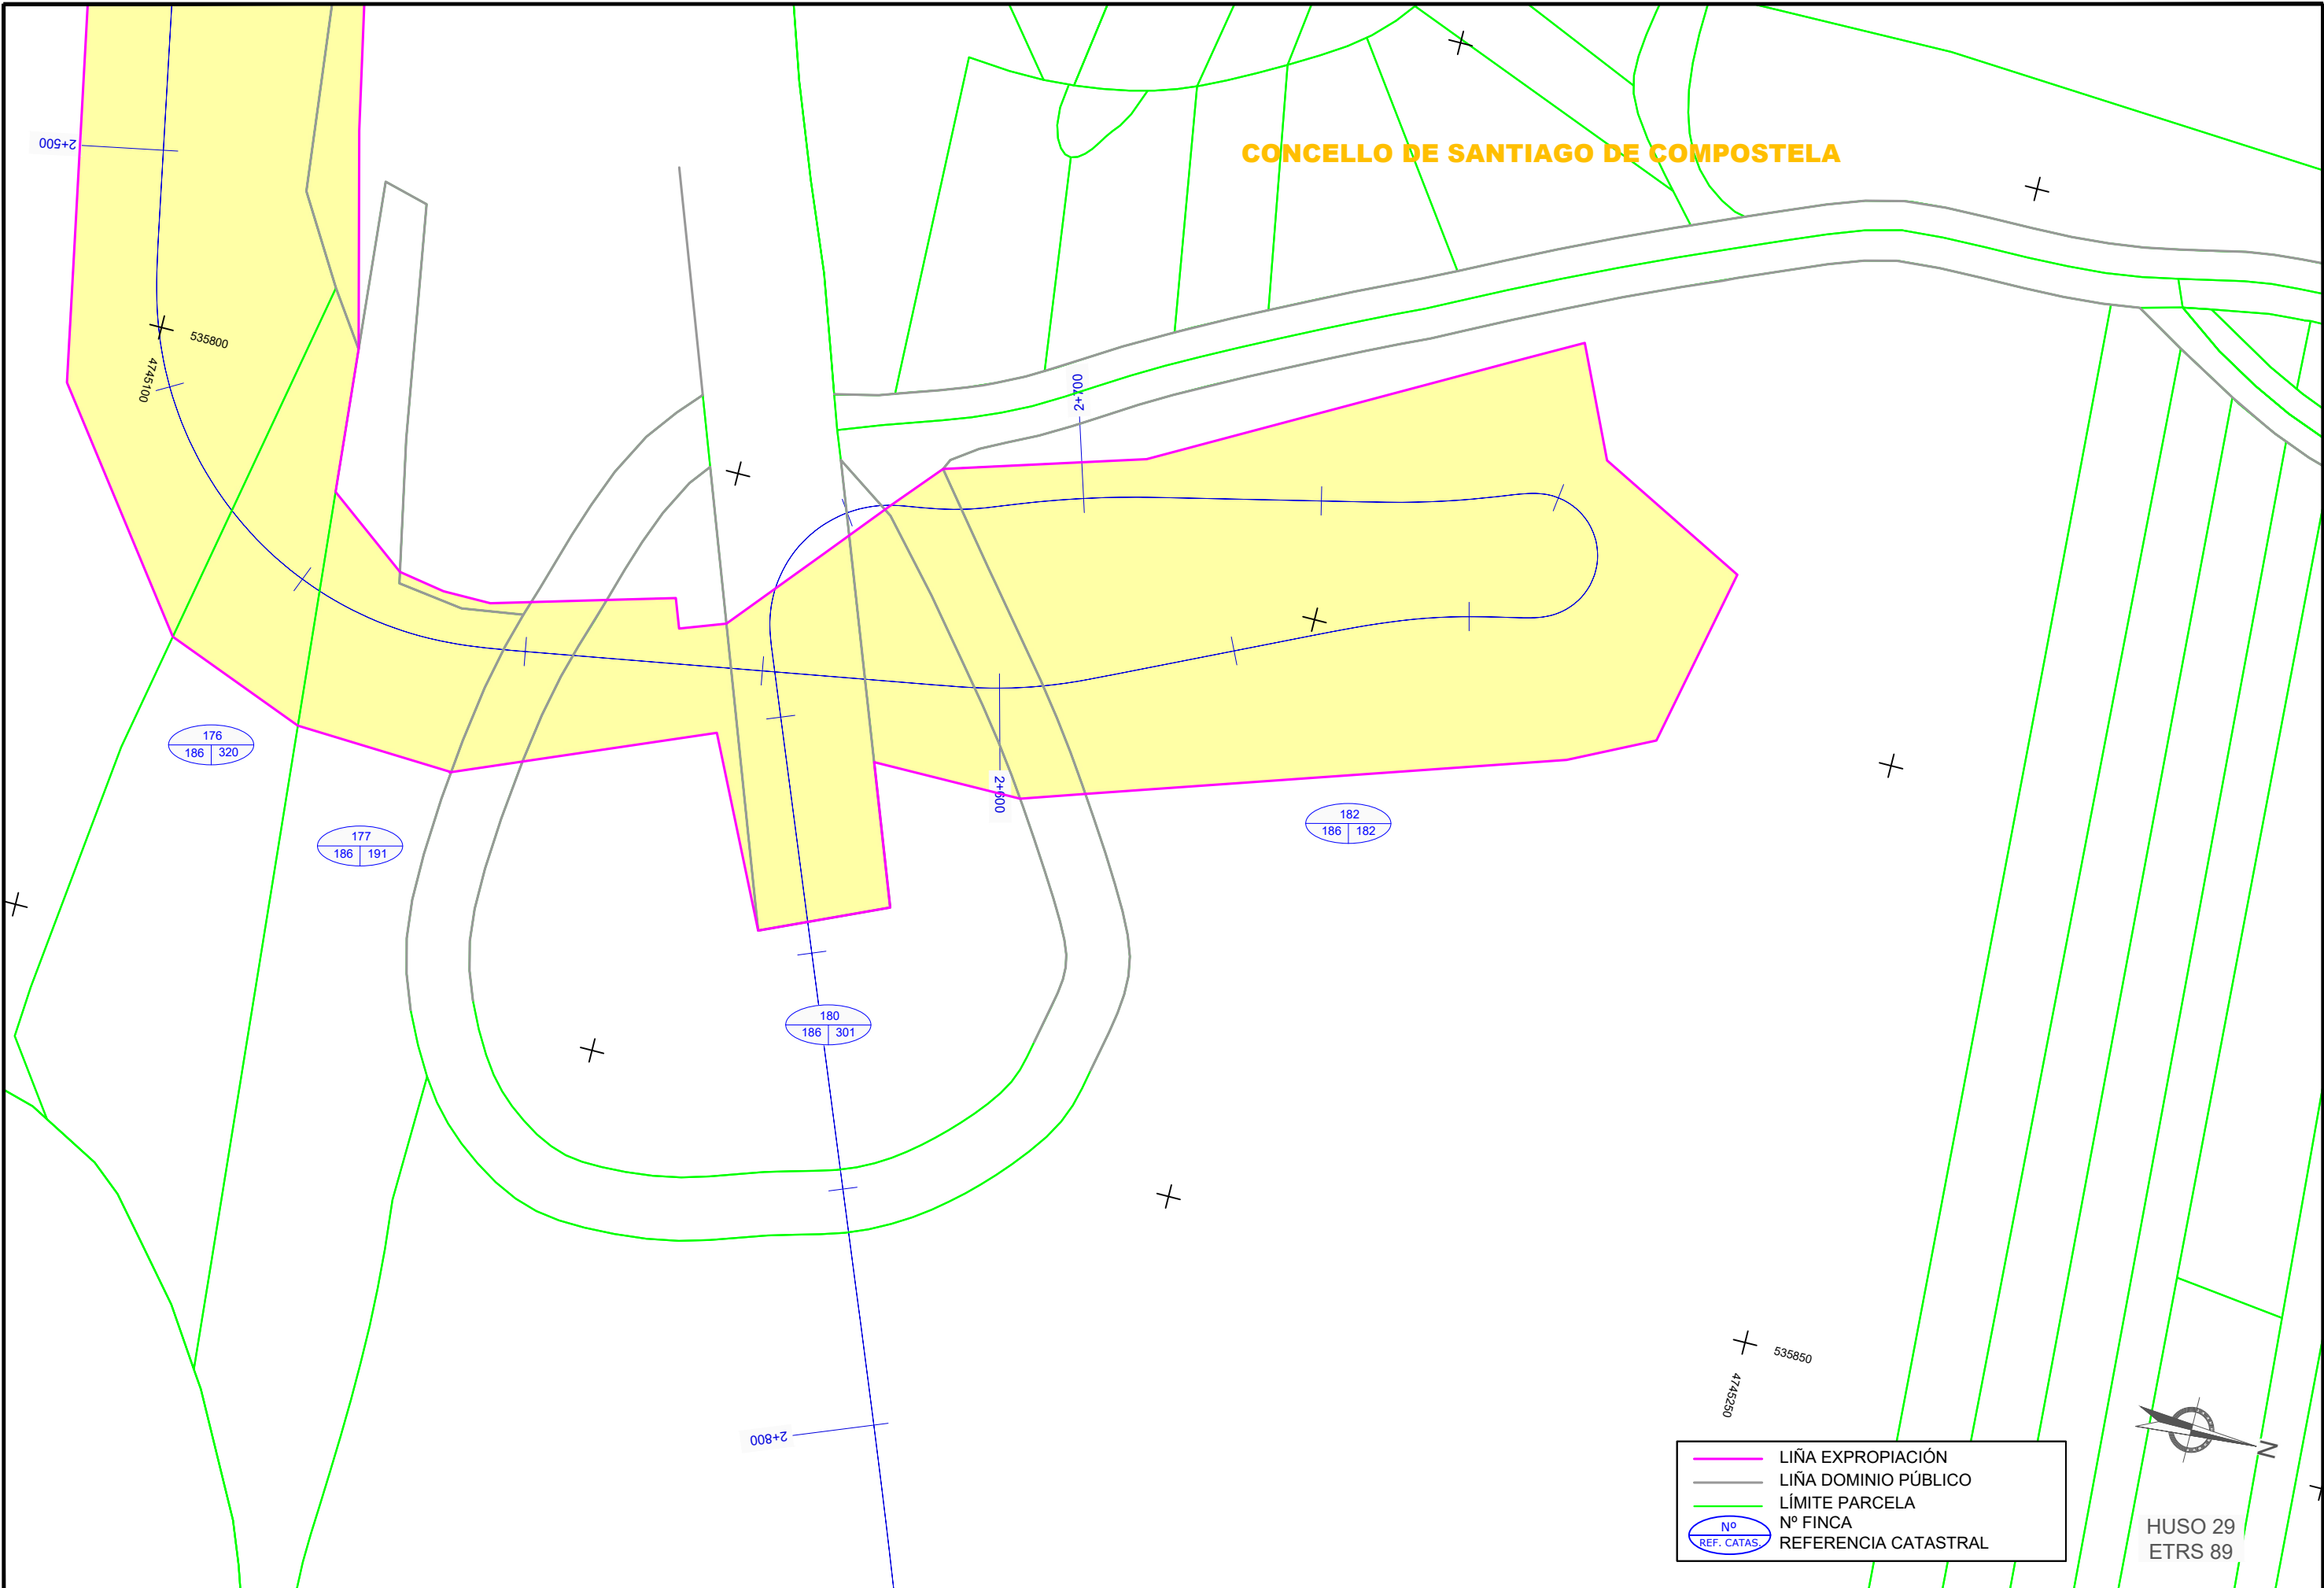 2+500
CONCELLO DE SANTIAGO DE COMPOSTELA
535800
4745100
2+700
176
186 320
2+600
182
186 182
177
186 191
180
186 301
535850
4745250
2+800
LIÑA EXPROPIACIÓN
LIÑA DOMINIO PÚBLICO
LÍMITE PARCELA
Nº
REF. CATAS.
Nº FINCA
REFERENCIA CATASTRAL
N
HUSO 29
ETRS 89